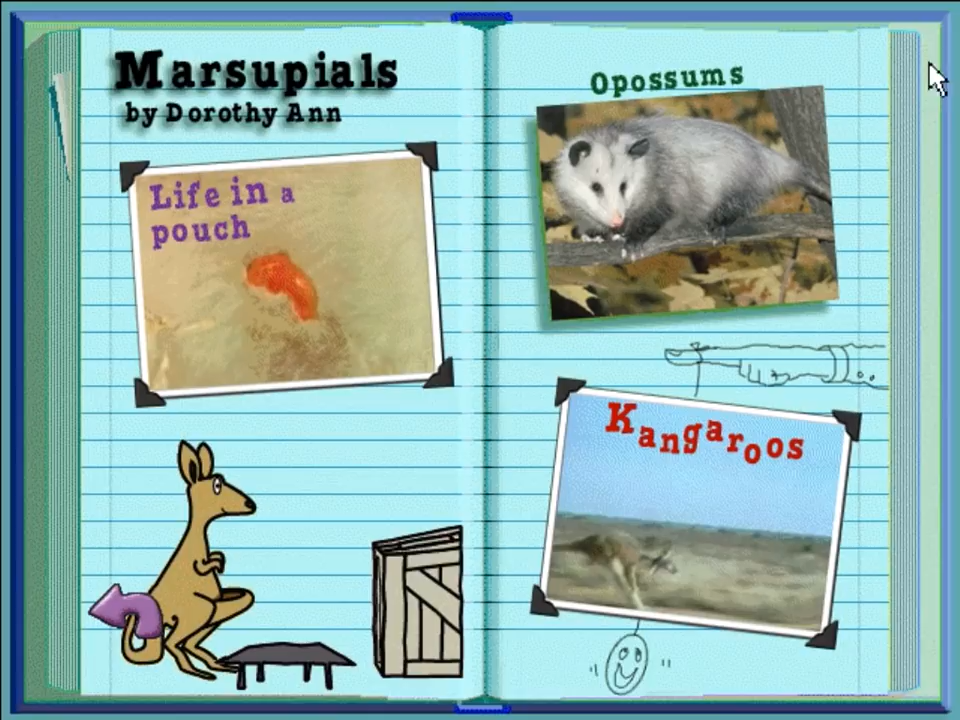 Marsupials
by Dorothy Ann
Life in a
pouch
Opossums
Kangaroos